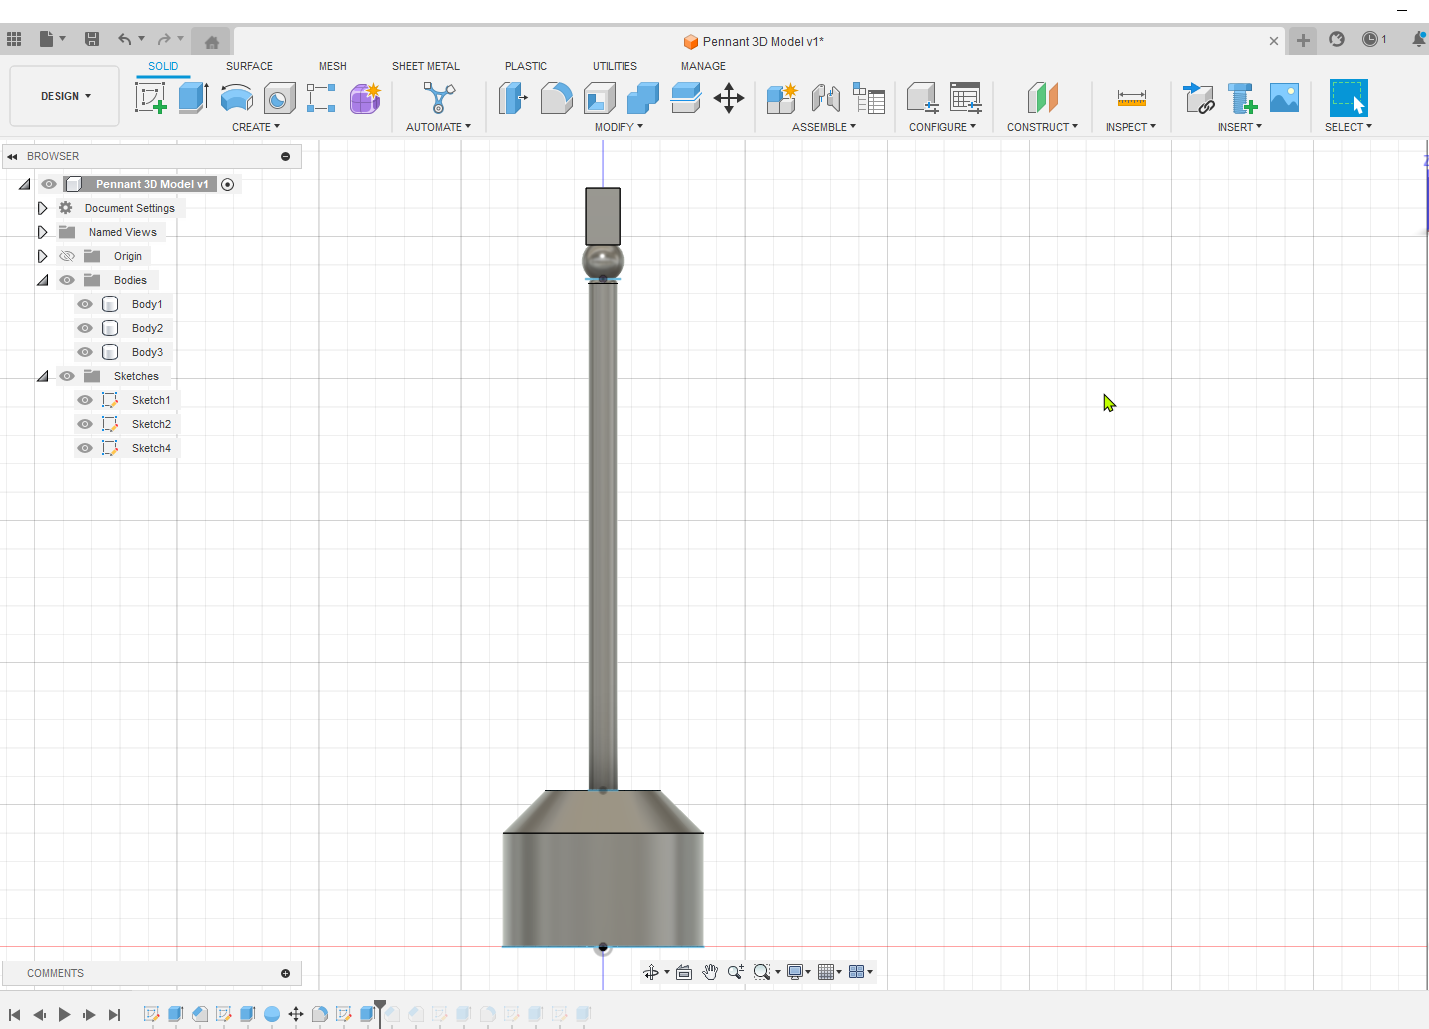 Pennant 3D Model v1*
1
DESIGN
SOLID SURFACE MESH SHEET METAL PLASTIC UTILITIES MANAGE
CREATE AUTOMATE MODIFY ASSEMBLE CONFIGURE CONSTRUCT INSPECT INSERT SELECT
BROWSER
Pennant 3D Model v1
Document Settings
Named Views
Origin
Bodies
Body1
Body2
Body3
Sketches
Sketch1
Sketch2
Sketch4
Z
COMMENTS